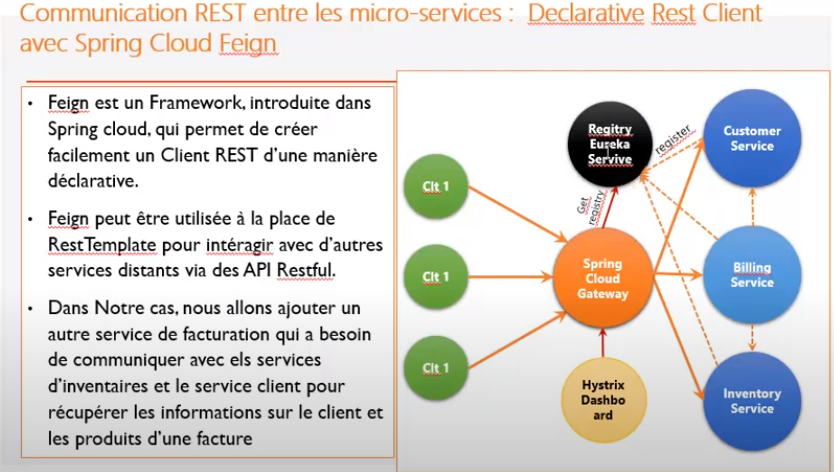 Communication REST entre les micro-services : Declarative Rest Client
avec Spring Cloud Feign
• Feign est un Framework, introduite dans
Spring cloud, qui permet de créer
facilement un Client REST d'une manière
déclarative.
• Feign peut être utilisée à la place de
RestTemplate pour intéragir avec d'autres
services distants via des API Restful.
• Dans Notre cas, nous allons ajouter un
autre service de facturation qui a besoin
de communiquer avec els services
d'inventaires et le service client pour
récupérer les informations sur le client et
les produits d'une facture
Clt 1
Clt 1
Clt 1
Regitry
Eureka
Servive
register
Get
registry
Spring
Cloud
Gateway
Hystrix
Dashbo
ard
Customer
Service
Billing
Service
Inventory
Service